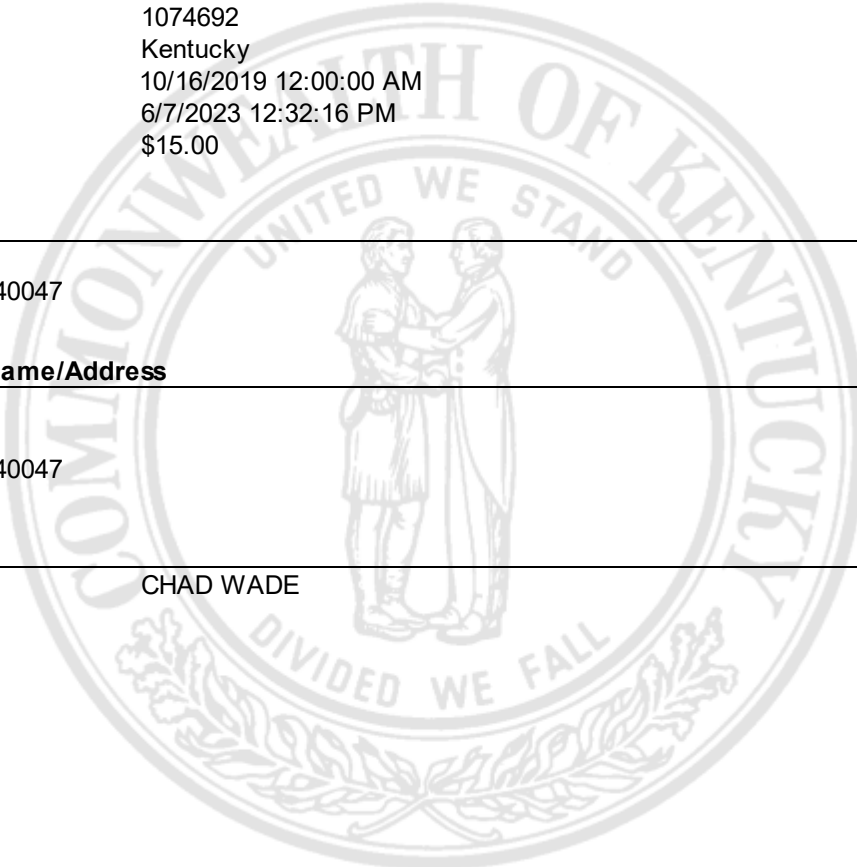 1074692
Kentucky
10/16/2019 12:00:00 AM
6/7/2023 12:32:16 PM
$15.00
40047
ame/Address
40047
CHAD WADE
COMMONWEALTH OF KENTUCKY
UNITED WE STAND
DIVIDED WE FALL